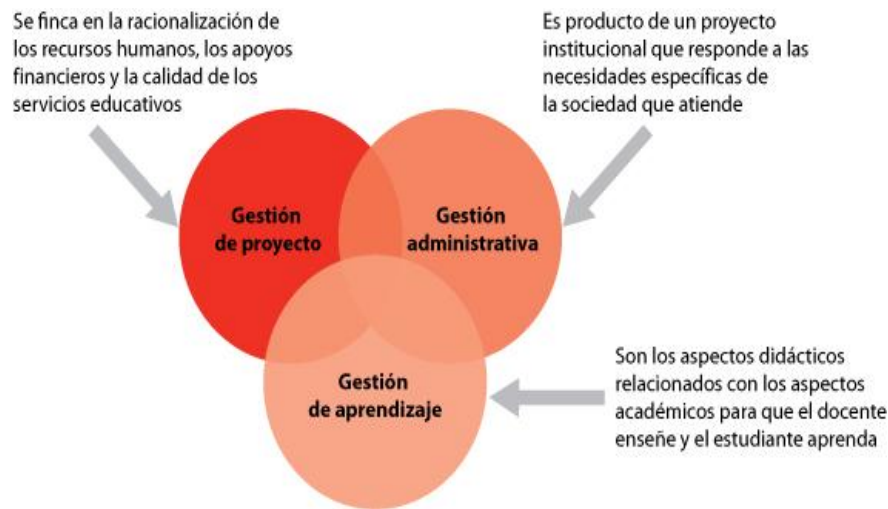 Se finca en la racionalización de
los recursos humanos, los apoyos
financieros y la calidad de los
servicios educativos
Es producto de un proyecto
institucional que responde a las
necesidades específicas de
la sociedad que atiende
Gestión
de proyecto
Gestión
administrativa
Gestión
de aprendizaje
Son los aspectos didácticos
relacionados con los aspectos
académicos para que el docente
enseñe y el estudiante aprenda